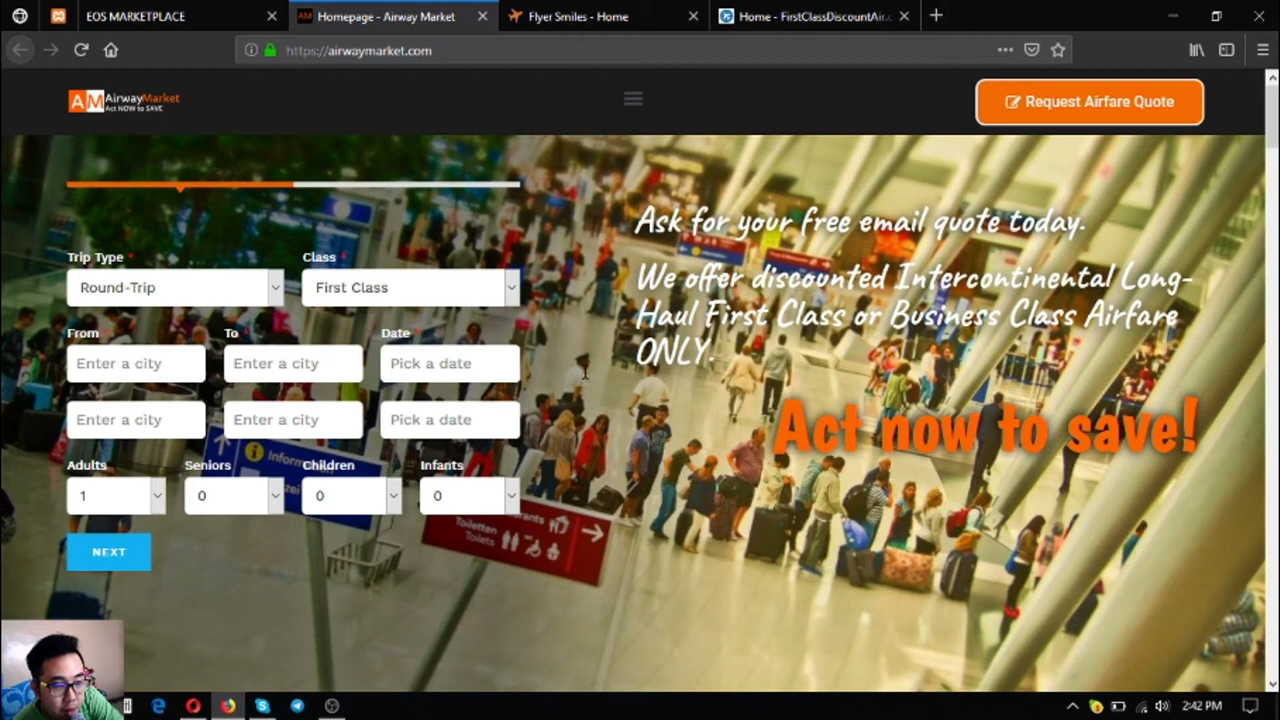 EOS MARKETPLACE
Homepage - Airway Market
Flyer Smiles - Home
Home - FirstClassDiscountAir.c
https://airwaymarket.com
AM AirwayMarket
Act NOW to SAVE
Request Airfare Quote
Ask for your free email quote today.
We offer discounted Intercontinental Long-
Haul First Class or Business Class Airfare
ONLY.
Act now to save!
Trip Type *
Class *
Round-Trip
First Class
From *
To *
Date *
Enter a city
Enter a city
Pick a date
Enter a city
Enter a city
Pick a date
Adults
Seniors
Children
Infants
1
0
0
0
NEXT
Toiletten
Toilets
2:42 PM